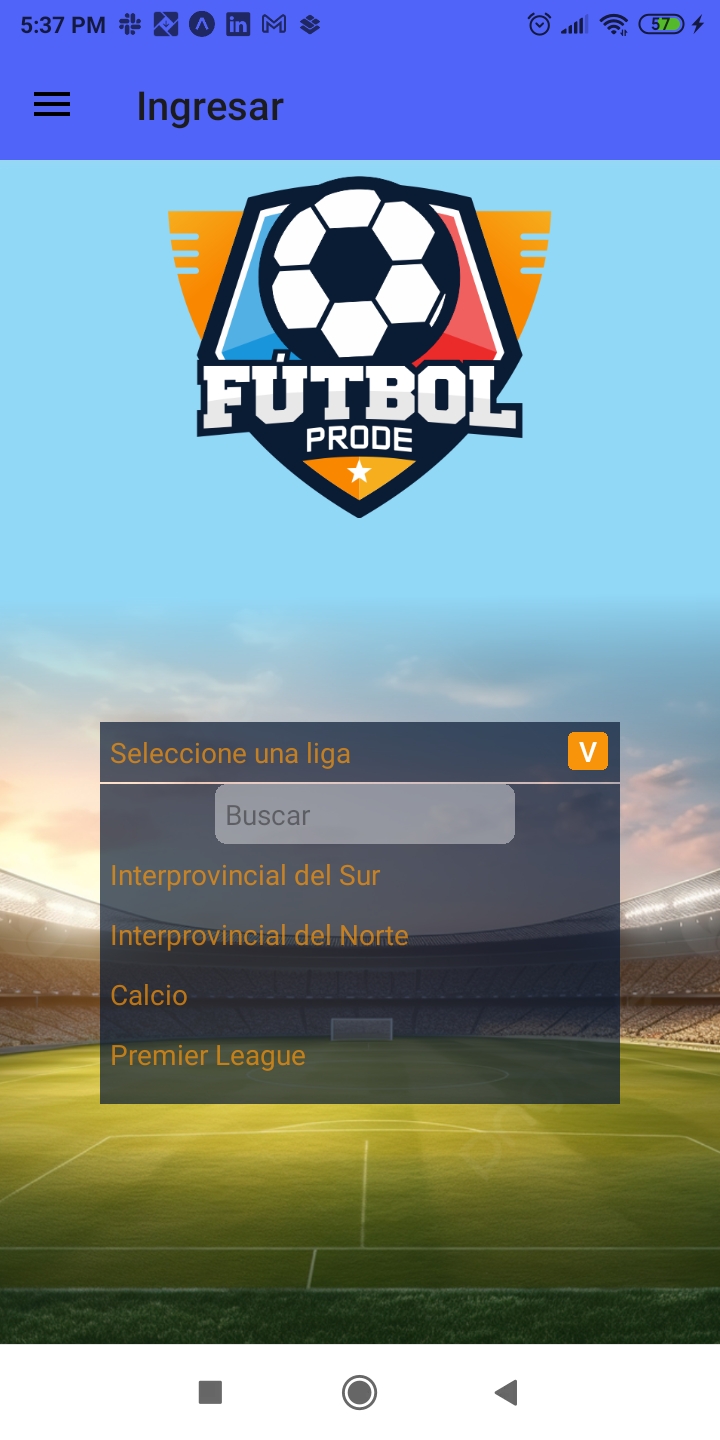 5:37 PM
57
Ingresar
FÚTBOL
PRODE
Seleccione una liga
V
Buscar
Interprovincial del Sur
Interprovincial del Norte
Calcio
Premier League